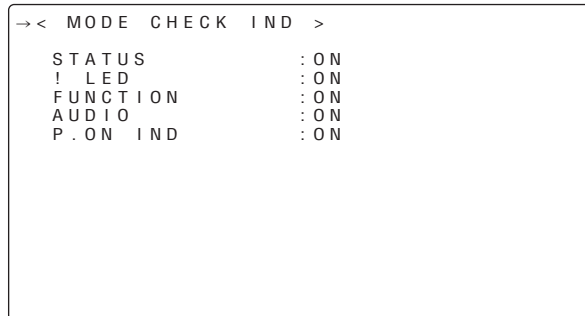 →< MODE CHECK IND >
STATUS :ON
! LED :ON
FUNCTION :ON
AUDIO :ON
P.ON IND :ON